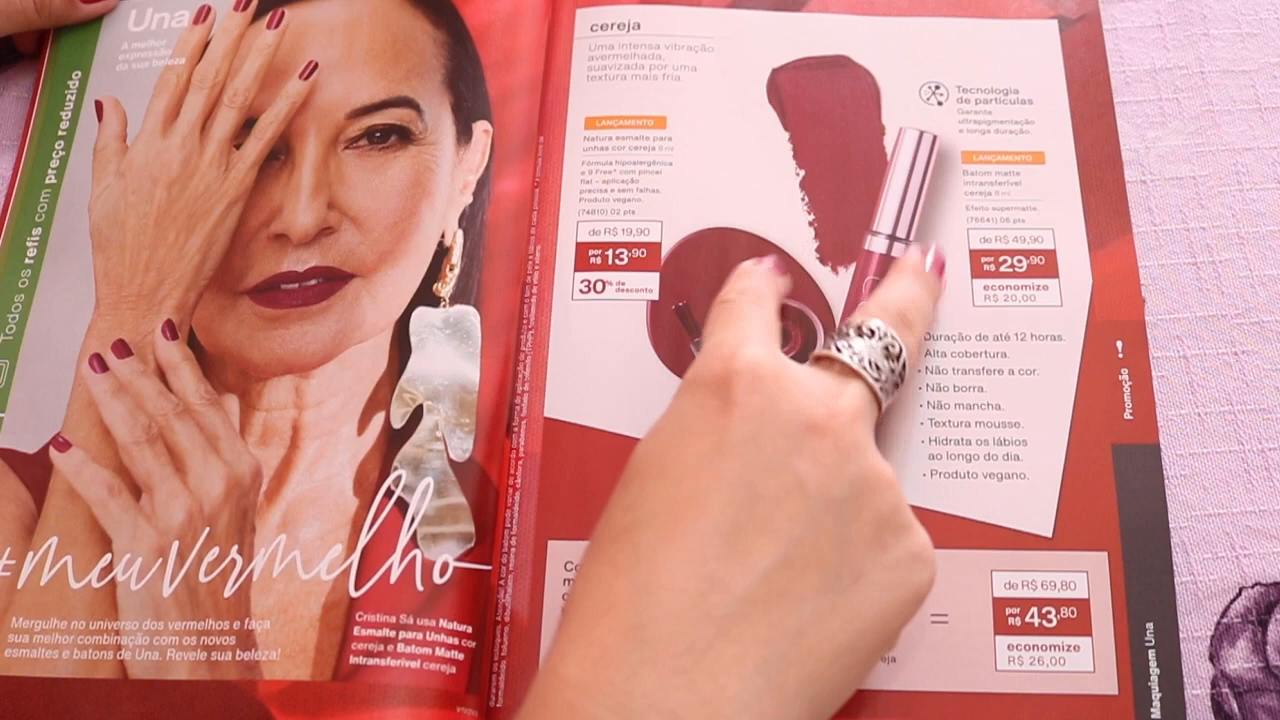 Una
A melhor
expressão
da sua beleza
Todos os refis com preço reduzido
#meuVermelho
Mergulhe no universo dos vermelhos e faça
sua melhor combinação com os novos
esmaltes e batons de Una. Revele sua beleza!
Cristina Sá usa Natura
Esmalte para Unhas cor
cereja e Batom Matte
Intransferível cereja
cereja
Uma intensa vibração
avermelhada,
suavizada por uma
textura mais fria.
LANÇAMENTO
Natura esmalte para
unhas cor cereja 8 ml
Fórmula hipoalergênica
e 9 Free* com pincel
flat – aplicação
precisa e sem falhas.
Produto vegano.
(74810) 02 pts
de R$ 19,90
por R$ 13,90
30% de desconto
Tecnologia
de partículas
Garante
ultrapigmentação
e longa duração.
LANÇAMENTO
Batom matte
intransferível
cereja 8 ml
Efeito supermatte.
(76641) 06 pts
de R$ 49,90
por R$ 29,90
economize
R$ 20,00
Duração de até 12 horas.
Alta cobertura.
• Não transfere a cor.
• Não borra.
• Não mancha.
• Textura mousse.
• Hidrata os lábios
ao longo do dia.
• Produto vegano.
=
de R$ 69,80
por R$ 43,80
economize
R$ 26,00
Promoção
Maquiagem Una